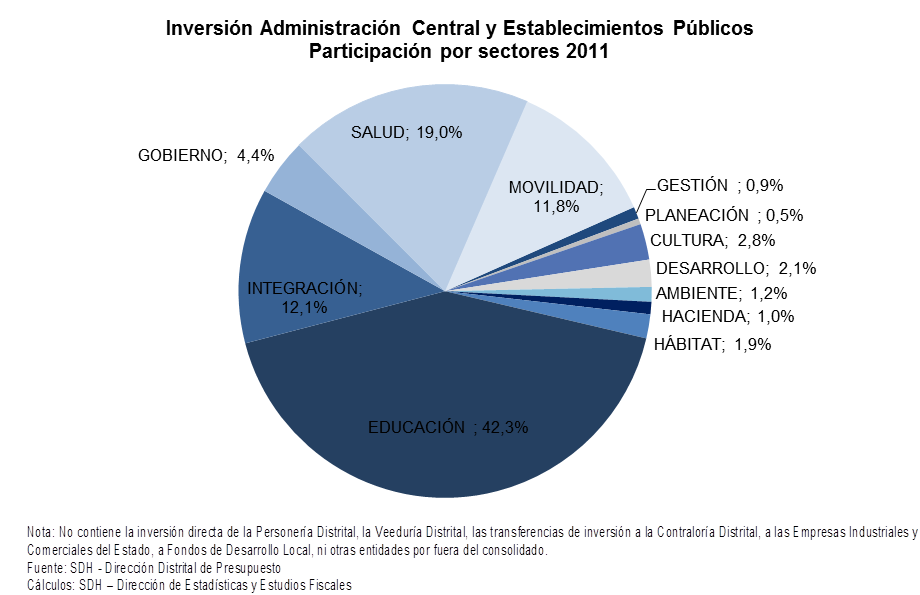 Inversión Administración Central y Establecimientos Públicos
Participación por sectores 2011
SALUD; 19,0%
GOBIERNO; 4,4%
MOVILIDAD;
11,8%
GESTIÓN ; 0,9%
PLANEACIÓN ; 0,5%
CULTURA; 2,8%
DESARROLLO; 2,1%
INTEGRACIÓN;
12,1%
AMBIENTE; 1,2%
HACIENDA; 1,0%
HÁBITAT; 1,9%
EDUCACIÓN ; 42,3%
Nota: No contiene la inversión directa de la Personería Distrital, la Veeduría Distrital, las transferencias de inversión a la Contraloría Distrital, a las Empresas Industriales y
Comerciales del Estado, a Fondos de Desarrollo Local, ni otras entidades por fuera del consolidado.
Fuente: SDH - Dirección Distrital de Presupuesto
Cálculos: SDH – Dirección de Estadísticas y Estudios Fiscales